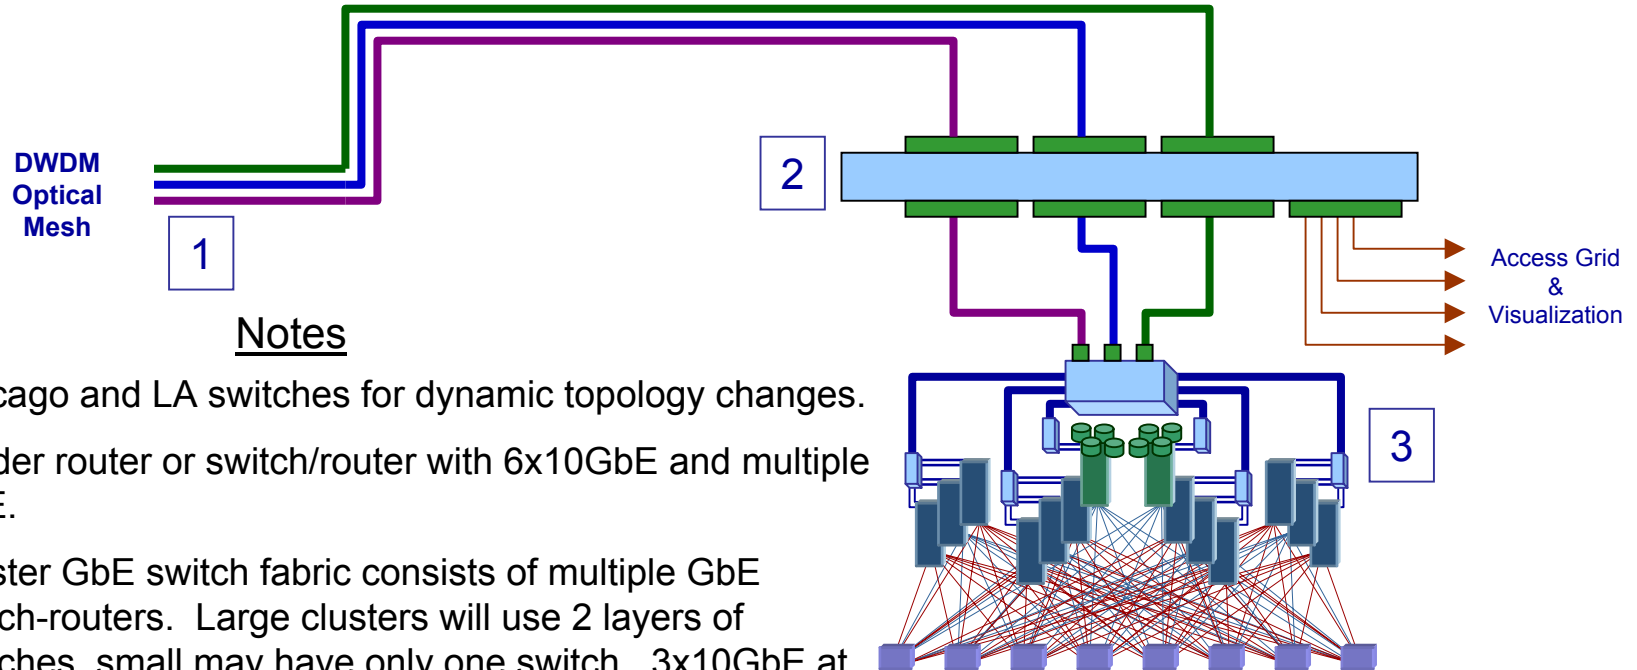 DWDM
Optical
Mesh
1
2
Access Grid
&
Visualization
3
Notes
cago and LA switches for dynamic topology changes.
der router or switch/router with 6x10GbE and multiple
E.
ster GbE switch fabric consists of multiple GbE
ch-routers. Large clusters will use 2 layers of
ches, small may have only one switch. 3x10GbE at